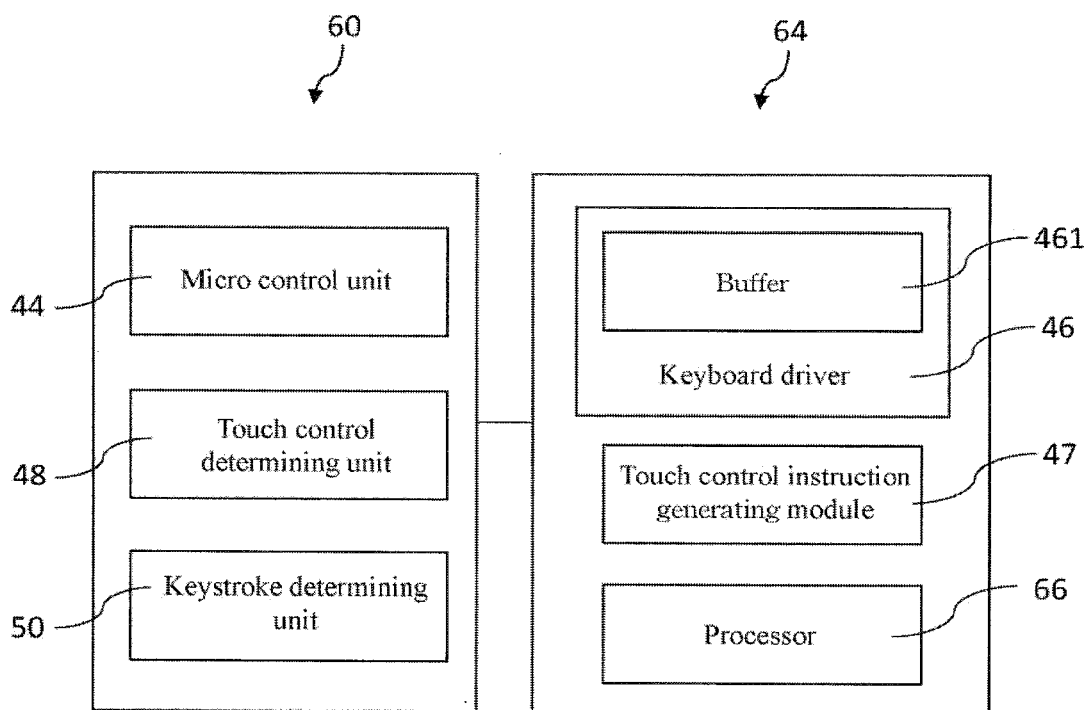 60
64
Micro control unit
44
Touch control
determining unit
48
Keystroke determining
unit
50
Buffer
461
46
Keyboard driver
Touch control instruction
generating module
47
Processor
66